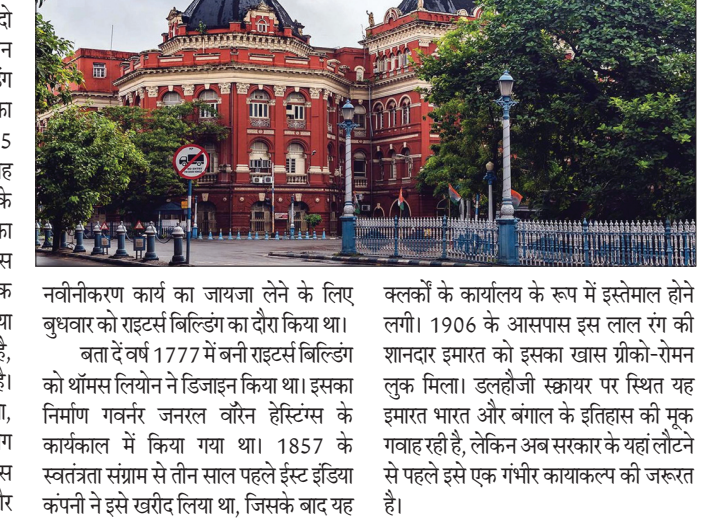 दो
न
का
5
ह
के
का
स
क
या
है,
है।
ा,
ग
स
ौर
नवीनीकरण कार्य का जायजा लेने के लिए
बुधवार को राइटर्स बिल्डिंग का दौरा किया था।
बता दें वर्ष 1777 में बनी राइटर्स बिल्डिंग
को थॉमस लियोन ने डिजाइन किया था। इसका
निर्माण गवर्नर जनरल वॉरेन हेस्टिंग्स के
कार्यकाल में किया गया था। 1857 के
स्वतंत्रता संग्राम से तीन साल पहले ईस्ट इंडिया
कंपनी ने इसे खरीद लिया था, जिसके बाद यह
क्लर्कों के कार्यालय के रूप में इस्तेमाल होने
लगी। 1906 के आसपास इस लाल रंग की
शानदार इमारत को इसका खास ग्रीको-रोमन
लुक मिला। डलहौजी स्क्वायर पर स्थित यह
इमारत भारत और बंगाल के इतिहास की मूक
गवाह रही है, लेकिन अब सरकार के यहां लौटने
से पहले इसे एक गंभीर कायाकल्प की जरूरत
है।